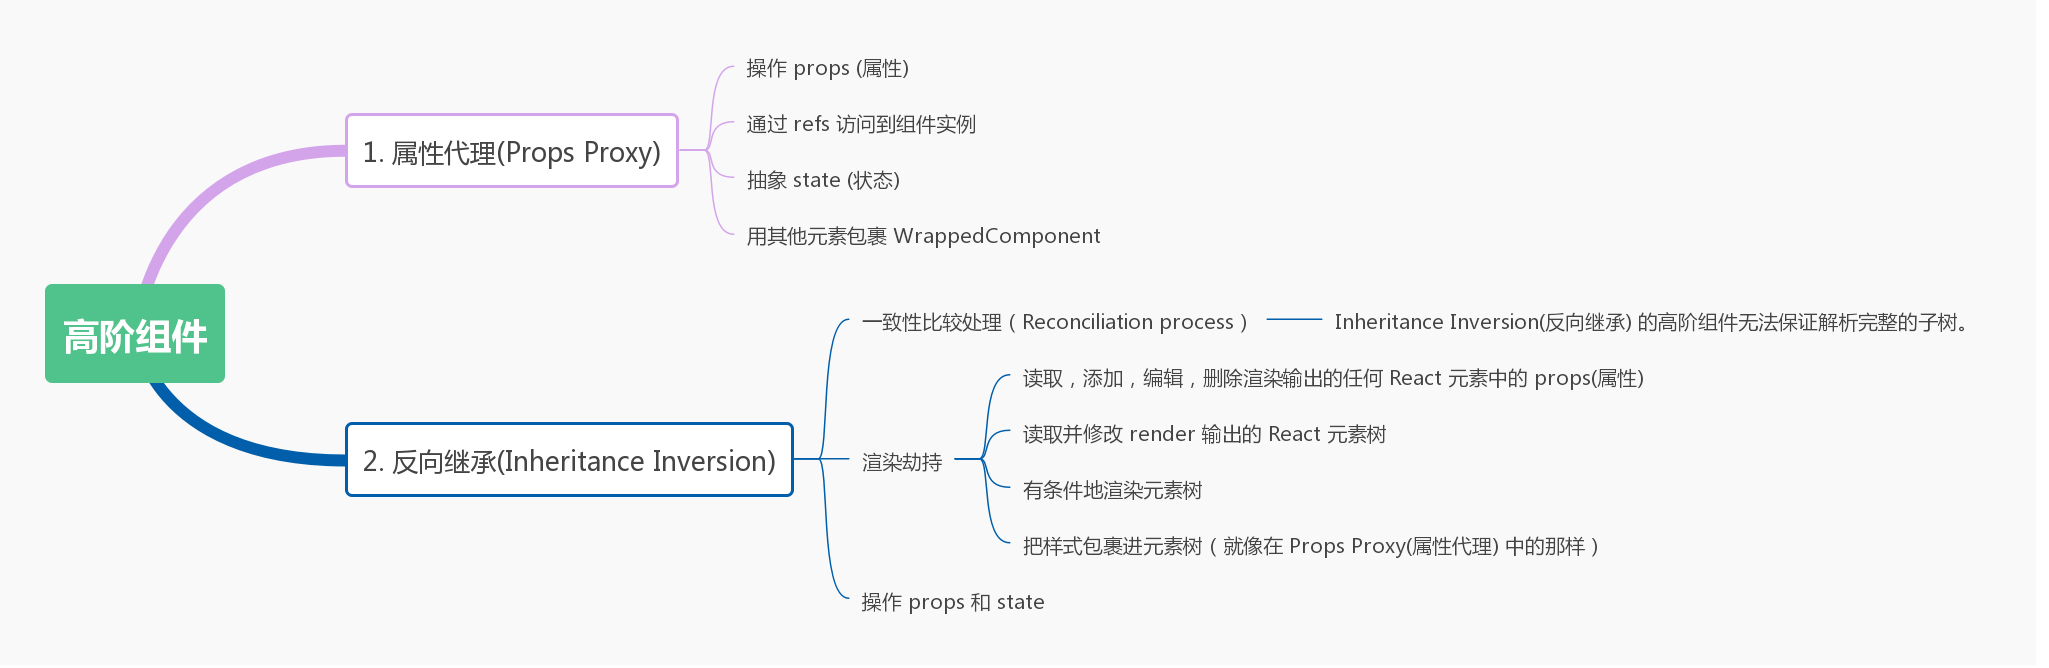 高阶组件
1. 属性代理(Props Proxy)
操作 props (属性)
通过 refs 访问到组件实例
抽象 state (状态)
用其他元素包裹 WrappedComponent
2. 反向继承(Inheritance Inversion)
一致性比较处理（Reconciliation process）
Inheritance Inversion(反向继承) 的高阶组件无法保证解析完整的子树。
渲染劫持
读取，添加，编辑，删除渲染输出的任何 React 元素中的 props(属性)
读取并修改 render 输出的 React 元素树
有条件地渲染元素树
把样式包裹进元素树（就像在 Props Proxy(属性代理) 中的那样）
操作 props 和 state